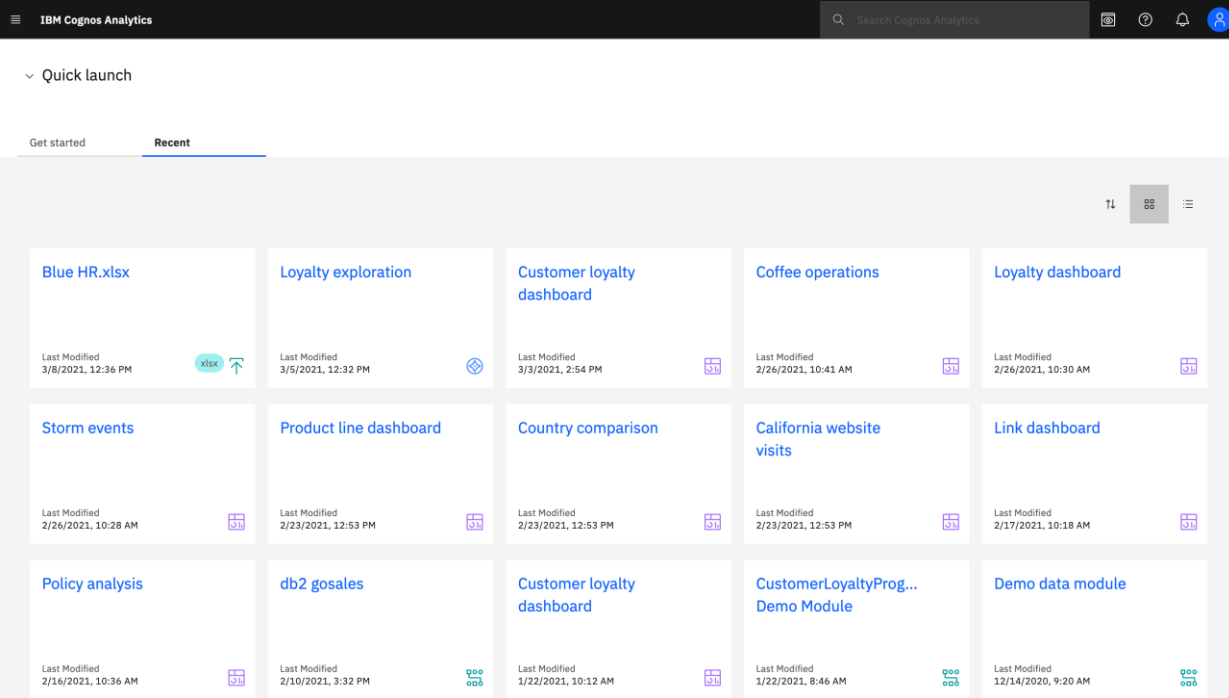 IBM Cognos Analytics
Search Cognos Analytics
Quick launch
Get started
Recent
Blue HR.xlsx
Last Modified
3/8/2021, 12:36 PM
xlsx
Loyalty exploration
Last Modified
3/5/2021, 12:32 PM
Customer loyalty
dashboard
Last Modified
3/3/2021, 2:54 PM
Coffee operations
Last Modified
2/26/2021, 10:41 AM
Loyalty dashboard
Last Modified
2/26/2021, 10:30 AM
Storm events
Last Modified
2/26/2021, 10:28 AM
Product line dashboard
Last Modified
2/23/2021, 12:53 PM
Country comparison
Last Modified
2/23/2021, 12:53 PM
California website
visits
Last Modified
2/23/2021, 12:53 PM
Link dashboard
Last Modified
2/17/2021, 10:18 AM
Policy analysis
Last Modified
2/16/2021, 10:36 AM
db2 gosales
Last Modified
2/10/2021, 3:32 PM
Customer loyalty
dashboard
Last Modified
1/22/2021, 10:12 AM
CustomerLoyaltyProg...
Demo Module
Last Modified
1/22/2021, 8:46 AM
Demo data module
Last Modified
12/14/2020, 9:20 AM